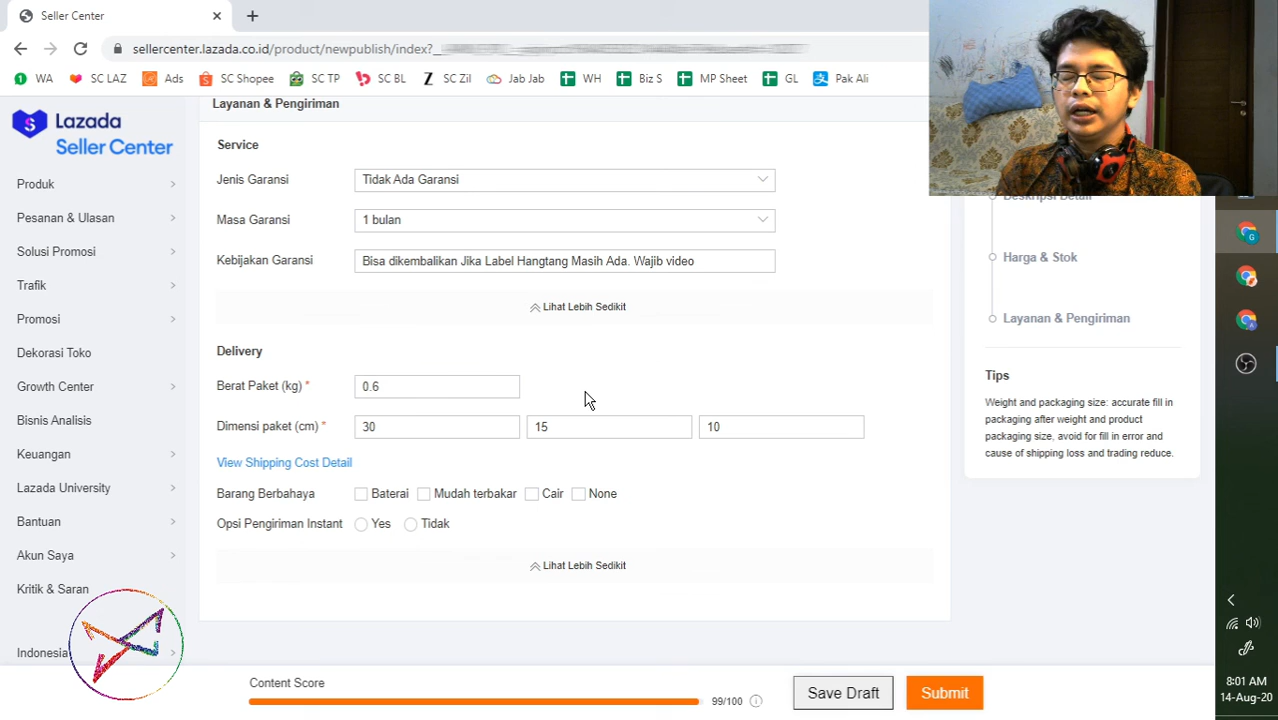 Seller Center
sellercenter.lazada.co.id/product/newpublish/index?_
WA SC LAZ Ads SC Shopee SC TP SC BL SC Zil Jab Jab WH Biz S MP Sheet GL Pak Ali
Lazada
Seller Center
Produk
Pesanan & Ulasan
Solusi Promosi
Trafik
Promosi
Dekorasi Toko
Growth Center
Bisnis Analisis
Keuangan
Lazada University
Bantuan
Akun Saya
Kritik & Saran
Indonesia
Layanan & Pengiriman
Service
Jenis Garansi Tidak Ada Garansi
Masa Garansi 1 bulan
Kebijakan Garansi Bisa dikembalikan Jika Label Hangtang Masih Ada. Wajib video
Lihat Lebih Sedikit
Delivery
Berat Paket (kg) * 0.6
Dimensi paket (cm) * 30 15 10
View Shipping Cost Detail
Barang Berbahaya Baterai Mudah terbakar Cair None
Opsi Pengiriman Instant Yes Tidak
Lihat Lebih Sedikit
Deskripsi Detail
Harga & Stok
Layanan & Pengiriman
Tips
Weight and packaging size: accurate fill in
packaging after weight and product
packaging size, avoid for fill in error and
cause of shipping loss and trading reduce.
Content Score
99/100
Save Draft
Submit
8:01 AM
14-Aug-20